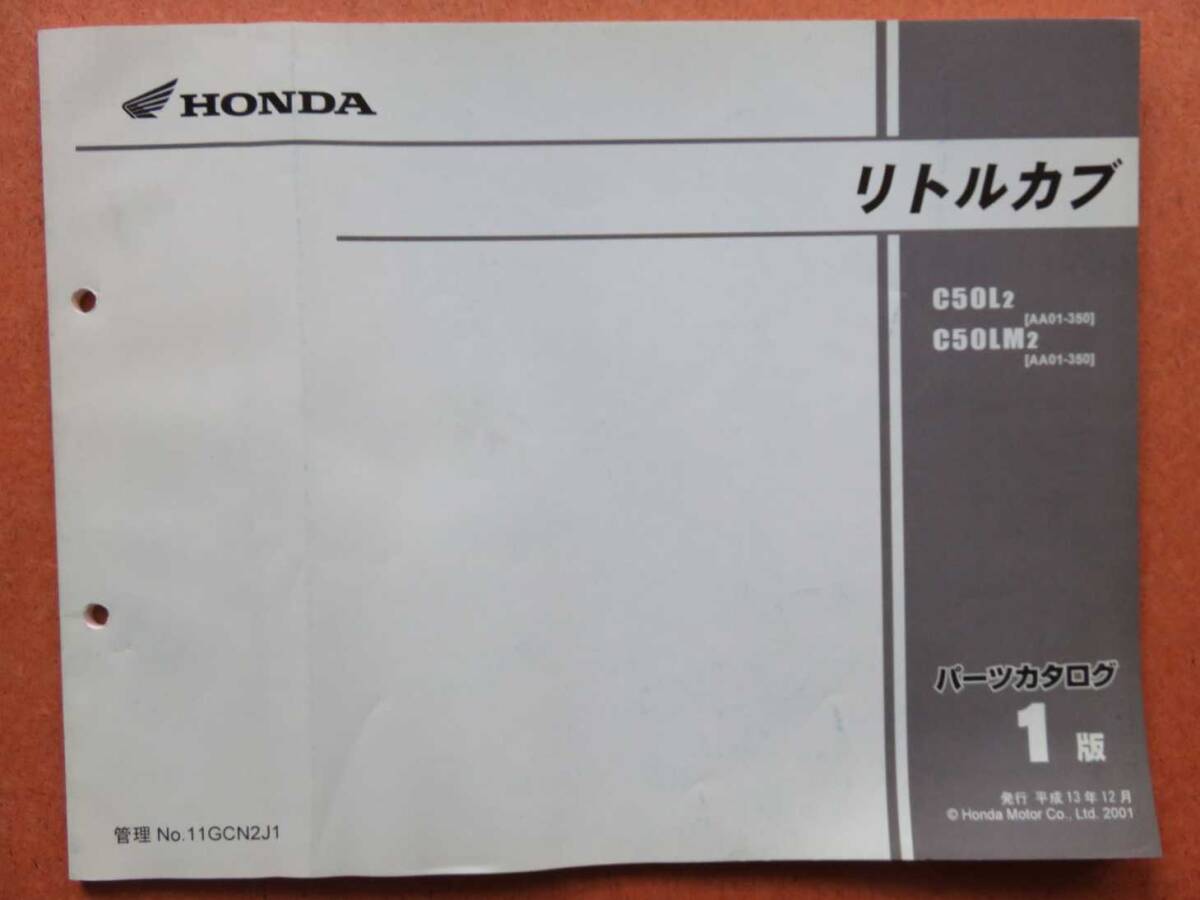 HONDA
リトルカブ
C50L2
[AA01-350]
C50LM2
[AA01-350]
パーツカタログ
1版
発行 平成13年12月
© Honda Motor Co., Ltd. 2001
管理 No.11GCN2J1